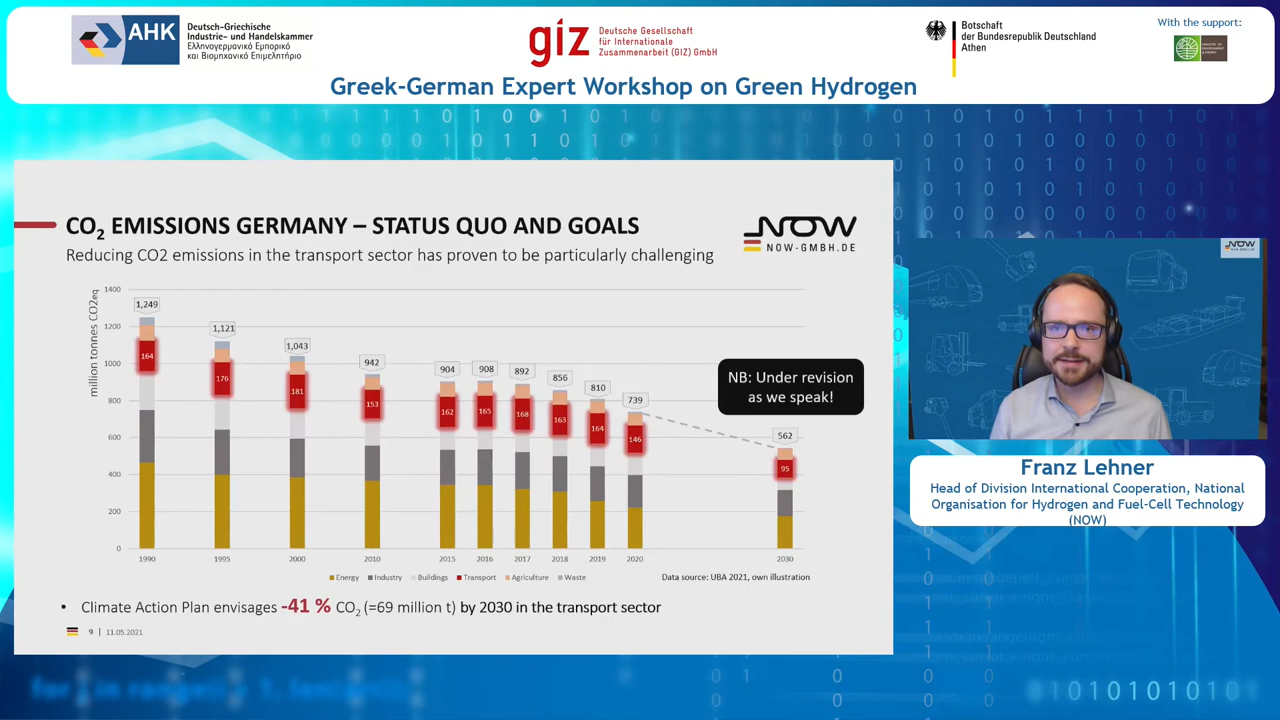 AHK
Deutsch-Griechische
Industrie- und Handelskammer
Ελληνογερμανικό Εμπορικό
και Βιομηχανικό Επιμελητήριο
giz
Deutsche Gesellschaft
für Internationale
Zusammenarbeit (GIZ) GmbH
Botschaft
der Bundesrepublik Deutschland
Athen
With the support:
MINISTRY OF
ENVIRONMENT
& ENERGY
Greek-German Expert Workshop on Green Hydrogen
CO2 EMISSIONS GERMANY – STATUS QUO AND GOALS
Reducing CO2 emissions in the transport sector has proven to be particularly challenging
NOW
NOW-GMBH.DE
million tonnes CO2eq
1400
1200
1000
800
600
400
200
0
1,249
1,121
1,043
942
904
908
892
856
810
739
562
164
176
181
153
162
165
168
163
164
146
95
NB: Under revision
as we speak!
1990
1995
2000
2010
2015
2016
2017
2018
2019
2020
2030
Energy
Industry
Buildings
Transport
Agriculture
Waste
Data source: UBA 2021, own illustration
• Climate Action Plan envisages -41 % CO2 (=69 million t) by 2030 in the transport sector
9 | 11.05.2021
NOW
NOW-GMBH.DE
Franz Lehner
Head of Division International Cooperation, National
Organisation for Hydrogen and Fuel-Cell Technology
(NOW)